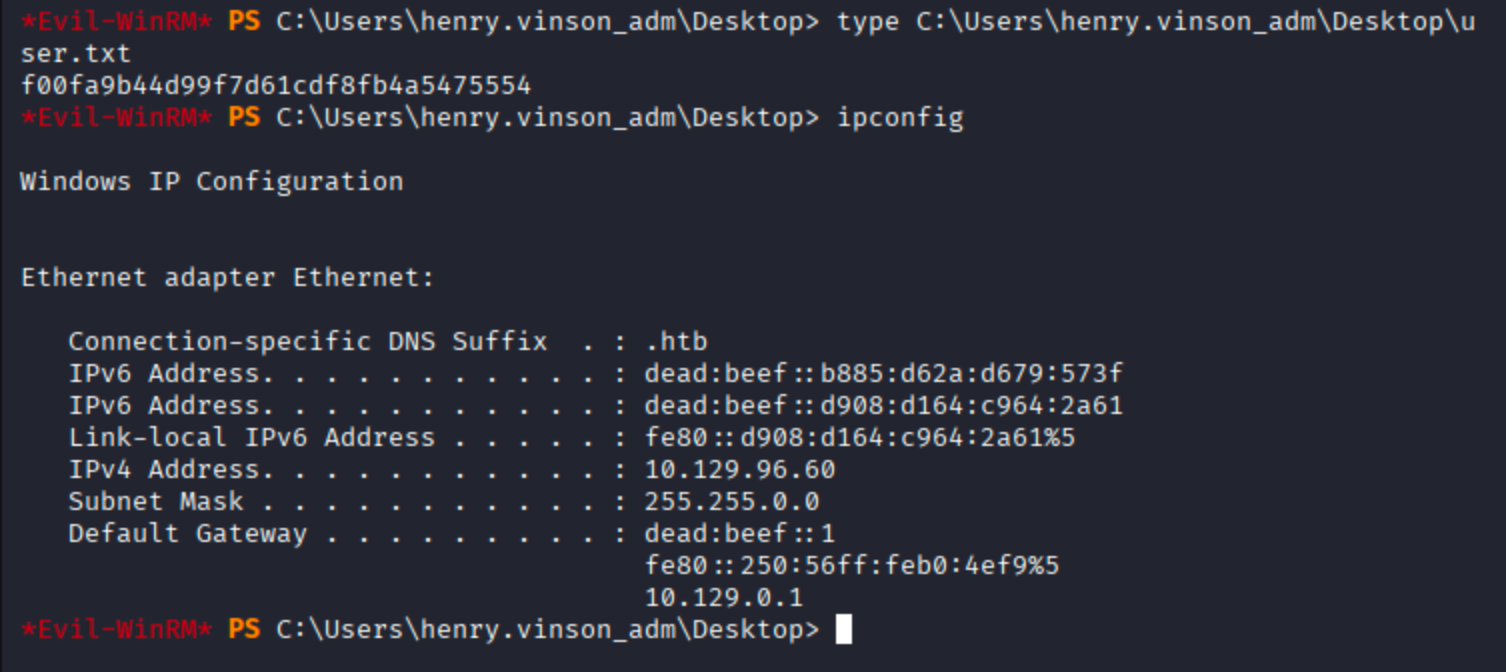 *Evil-WinRM* PS C:\Users\henry.vinson_adm\Desktop> type C:\Users\henry.vinson_adm\Desktop\u
ser.txt
f00fa9b44d99f7d61cdf8fb4a5475554
*Evil-WinRM* PS C:\Users\henry.vinson_adm\Desktop> ipconfig
Windows IP Configuration
Ethernet adapter Ethernet:
Connection-specific DNS Suffix  . : .htb
IPv6 Address. . . . . . . . . . . : dead:beef::b885:d62a:d679:573f
IPv6 Address. . . . . . . . . . . : dead:beef::d908:d164:c964:2a61
Link-local IPv6 Address . . . . . : fe80::d908:d164:c964:2a61%5
IPv4 Address. . . . . . . . . . . : 10.129.96.60
Subnet Mask . . . . . . . . . . . : 255.255.0.0
Default Gateway . . . . . . . . . : dead:beef::1
fe80::250:56ff:feb0:4ef9%5
10.129.0.1
*Evil-WinRM* PS C:\Users\henry.vinson_adm\Desktop>